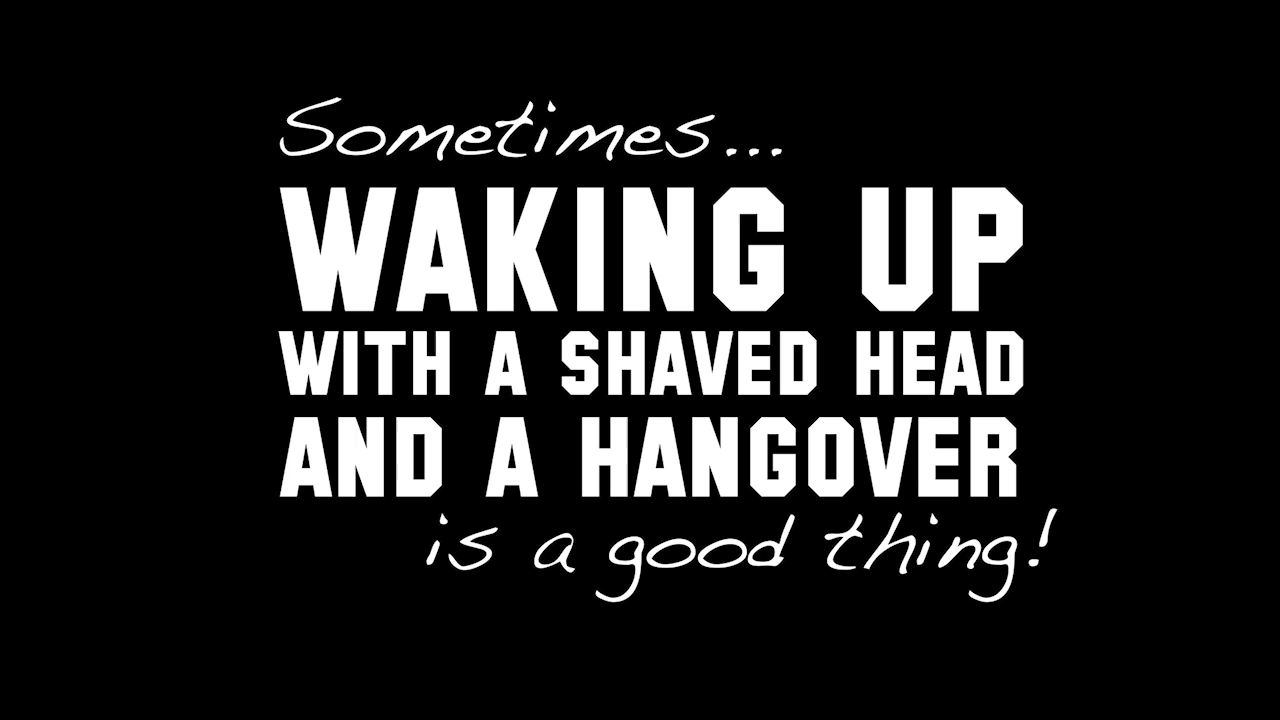 Sometimes...
WAKING UP
WITH A SHAVED HEAD
AND A HANGOVER
is a good thing!